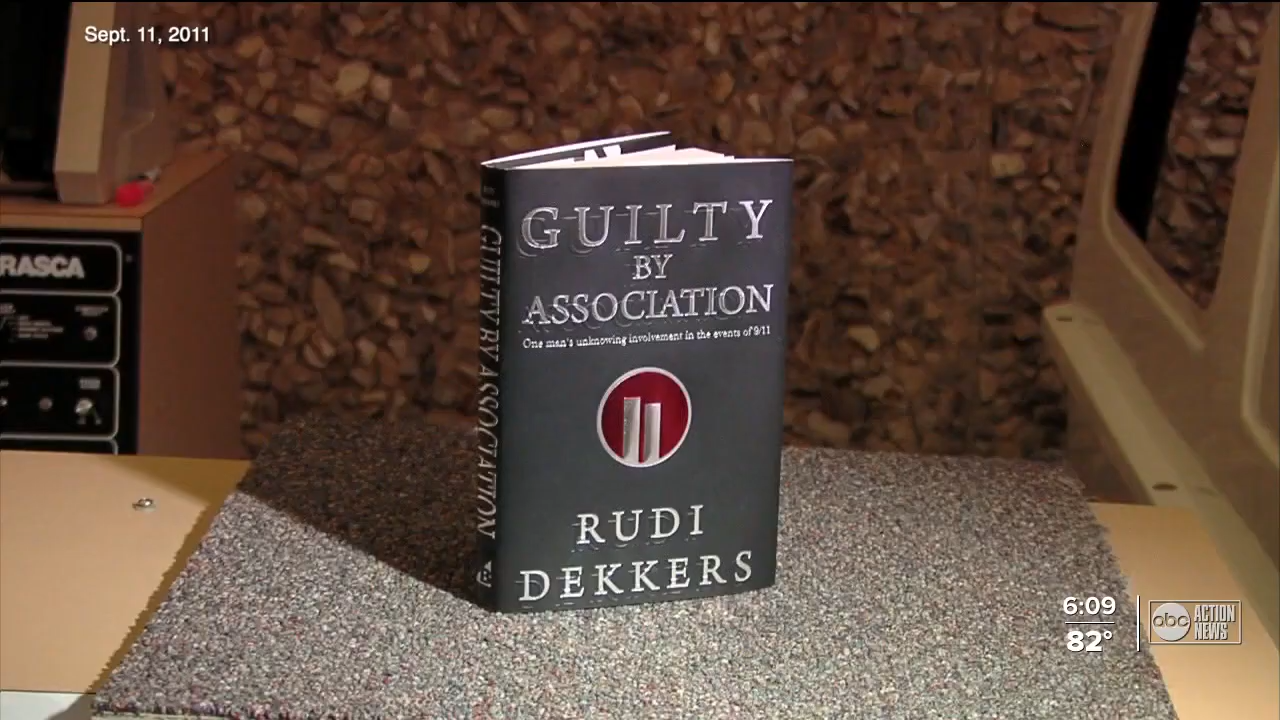 Sept. 11, 2011
RASCA
GUILTY
BY
ASSOCIATION
One man's unknowing involvement in the events of 9/11
RUDI
DEKKERS
GUILTY BY ASSOCIATION
6:09
82°
abc ACTION
NEWS